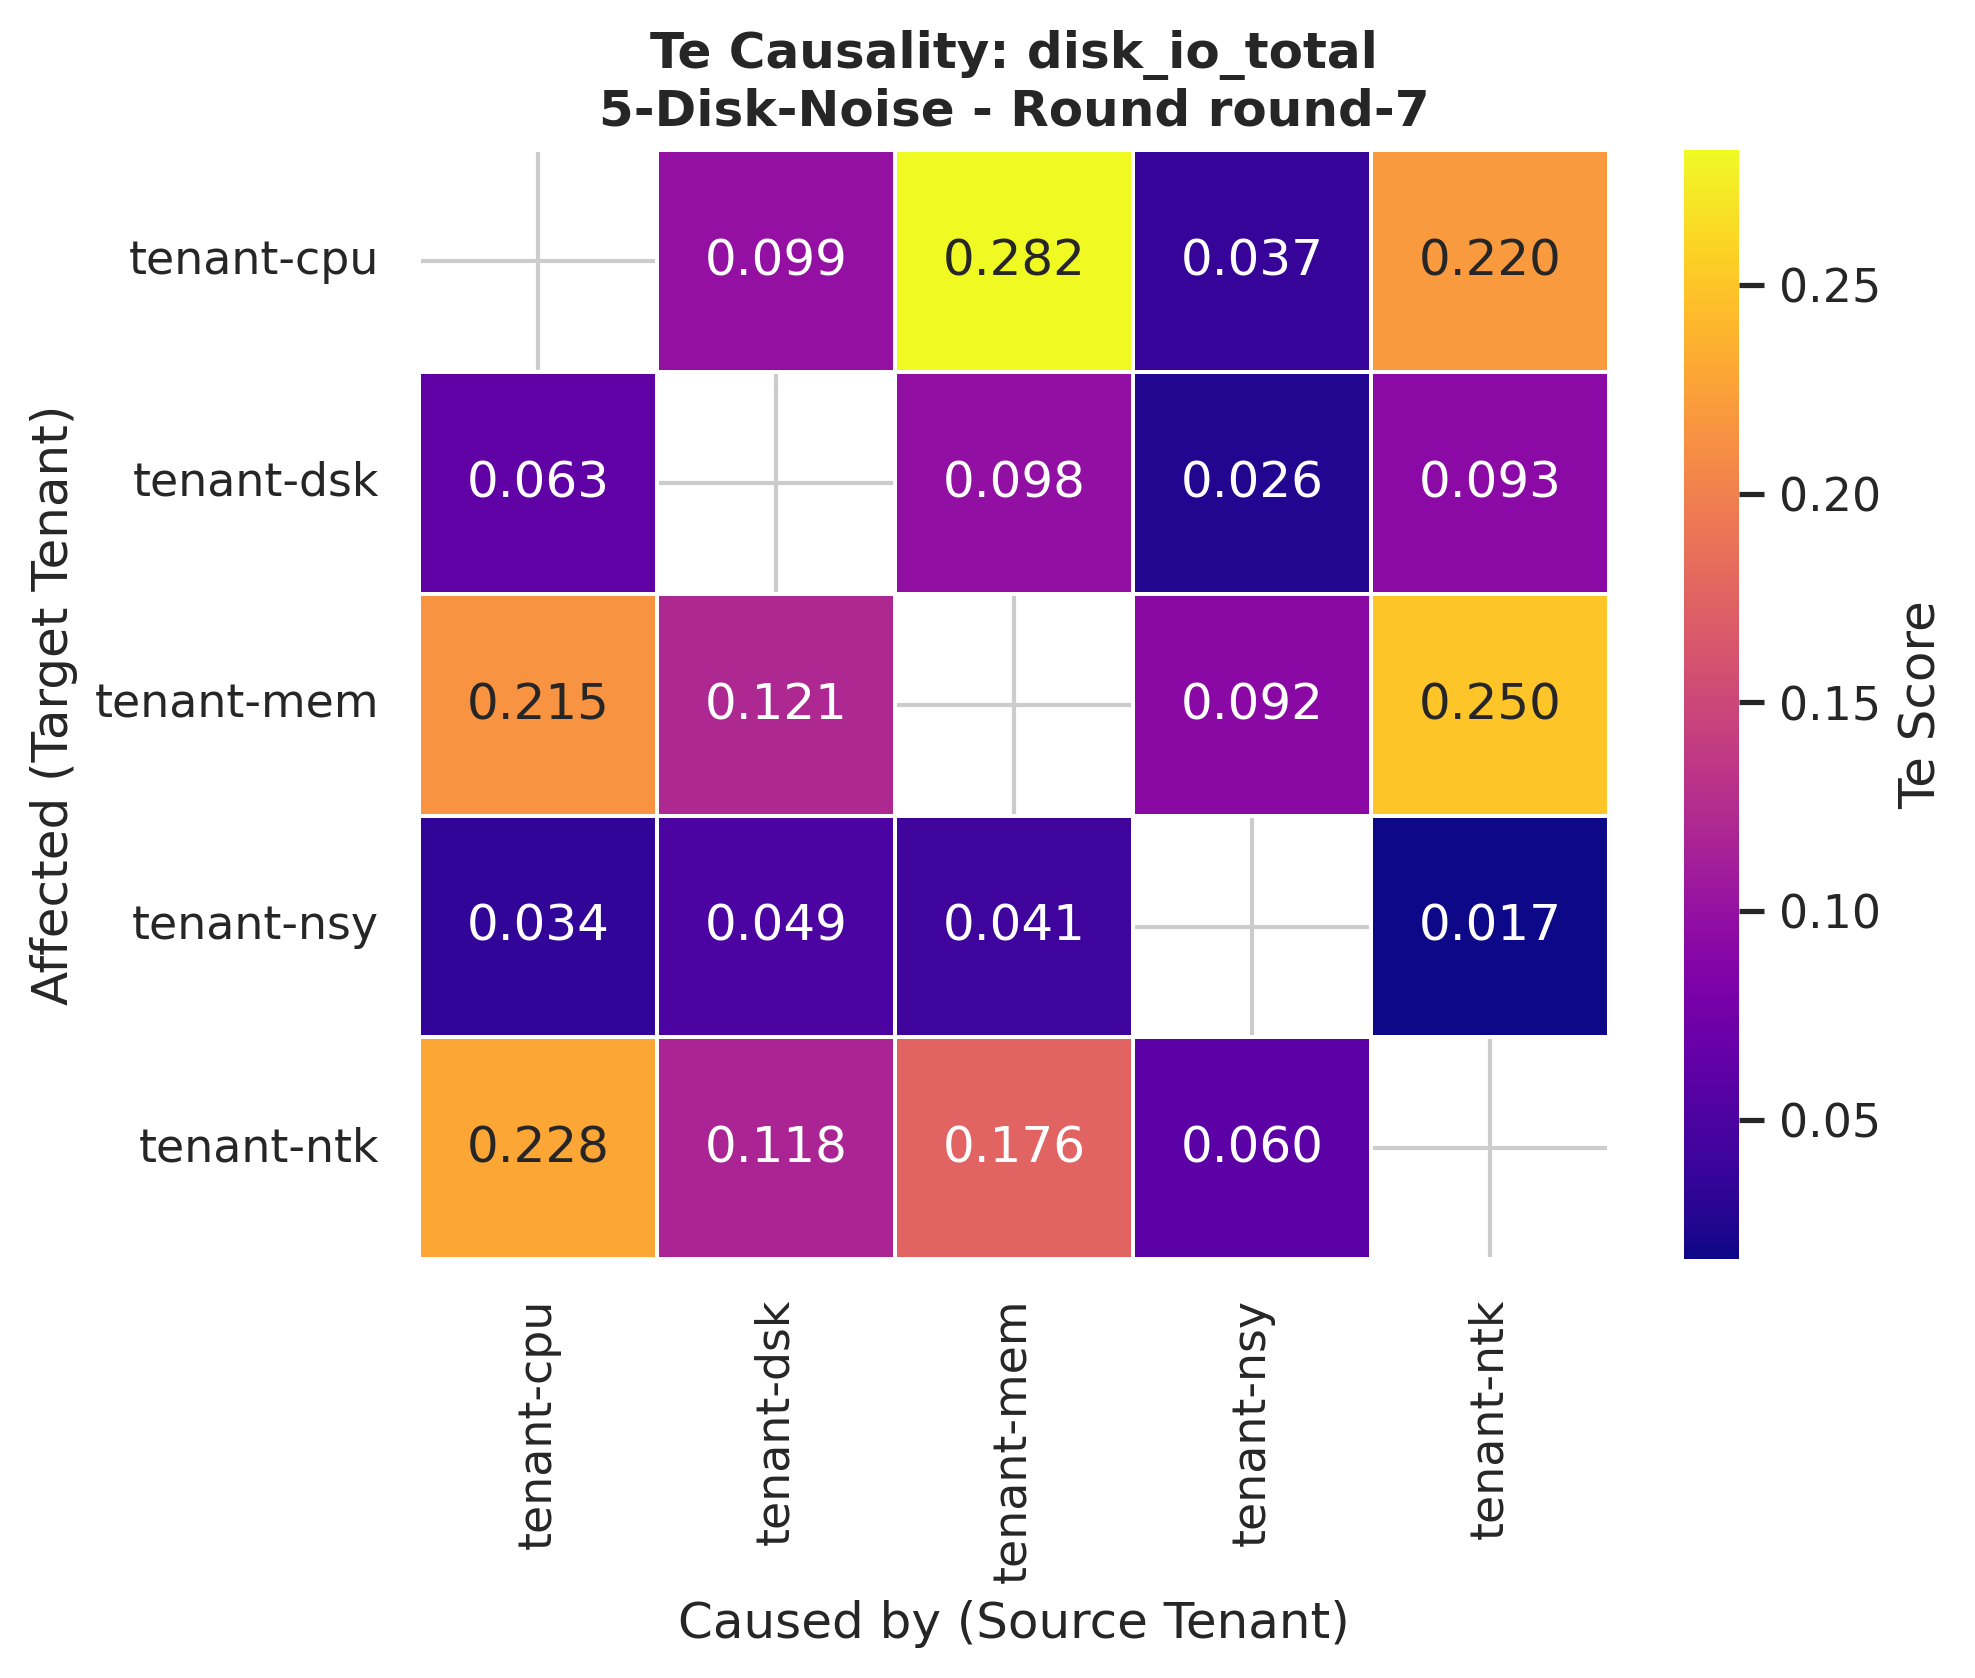 Te Causality: disk_io_total
5-Disk-Noise - Round round-7
Affected (Target Tenant)
tenant-cpu
0.099 0.282 0.037 0.220
tenant-dsk
0.063 0.098 0.026 0.093
tenant-mem
0.215 0.121 0.092 0.250
tenant-nsy
0.034 0.049 0.041 0.017
tenant-ntk
0.228 0.118 0.176 0.060
tenant-cpu
tenant-dsk
tenant-mem
tenant-nsy
tenant-ntk
Caused by (Source Tenant)
0.25
0.20
0.15
0.10
0.05
Te Score